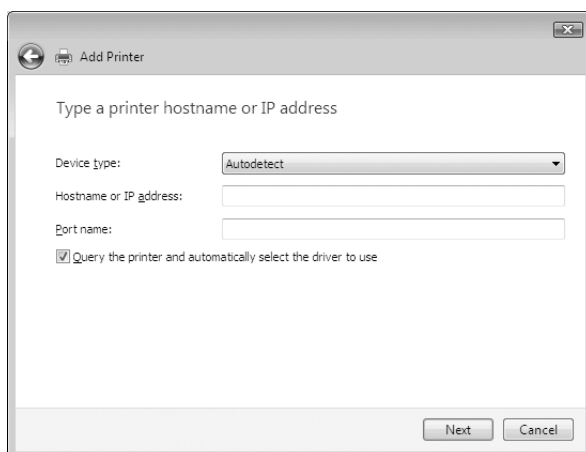 Add Printer
Type a printer hostname or IP address
Device type: Autodetect
Hostname or IP address:
Port name:
Query the printer and automatically select the driver to use
Next Cancel